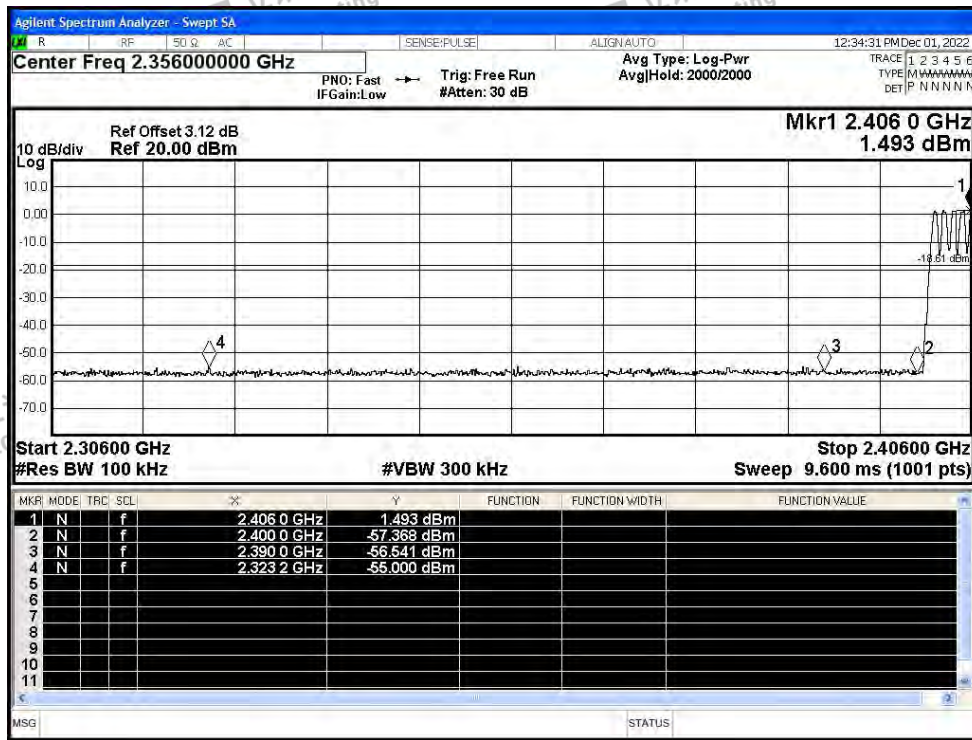 Agilent Spectrum Analyzer - Swept SA
R RF 50 Ω AC SENSE:PULSE ALIGN AUTO 12:34:31 PM Dec 01, 2022
Center Freq 2.356000000 GHz
PNO: Fast
IFGain:Low
Trig: Free Run
#Atten: 30 dB
Avg Type: Log-Pwr
Avg|Hold: 2000/2000
TRACE 1 2 3 4 5 6
TYPE M
DET P N N N N N
Ref Offset 3.12 dB
10 dB/div Ref 20.00 dBm
Log
Mkr1 2.406 0 GHz
1.493 dBm
10.0
0.00
-10.0
-20.0
-30.0
-40.0
-50.0
-60.0
-70.0
1
-18.61 dBm
4
3
2
Start 2.30600 GHz Stop 2.40600 GHz
#Res BW 100 kHz #VBW 300 kHz Sweep 9.600 ms (1001 pts)
MKR MODE TRC SCL X Y FUNCTION FUNCTION WIDTH FUNCTION VALUE
1 N f 2.406 0 GHz 1.493 dBm
2 N f 2.400 0 GHz -57.368 dBm
3 N f 2.390 0 GHz -56.541 dBm
4 N f 2.323 2 GHz -55.000 dBm
5
6
7
8
9
10
11
MSG STATUS